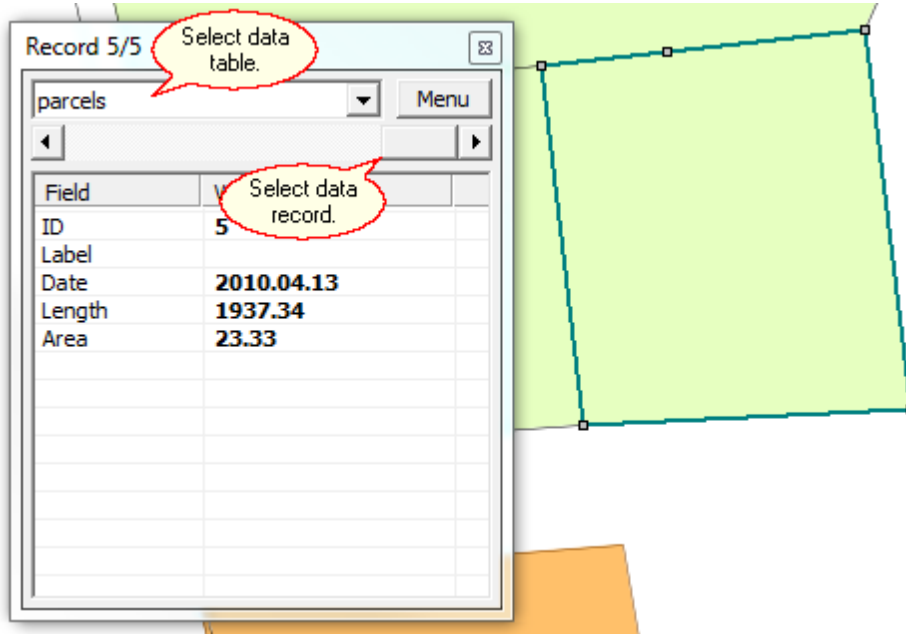 Record 5/5
Select data
table.
parcels
Menu
Field
Select data
record.
ID 5
Label
Date 2010.04.13
Length 1937.34
Area 23.33